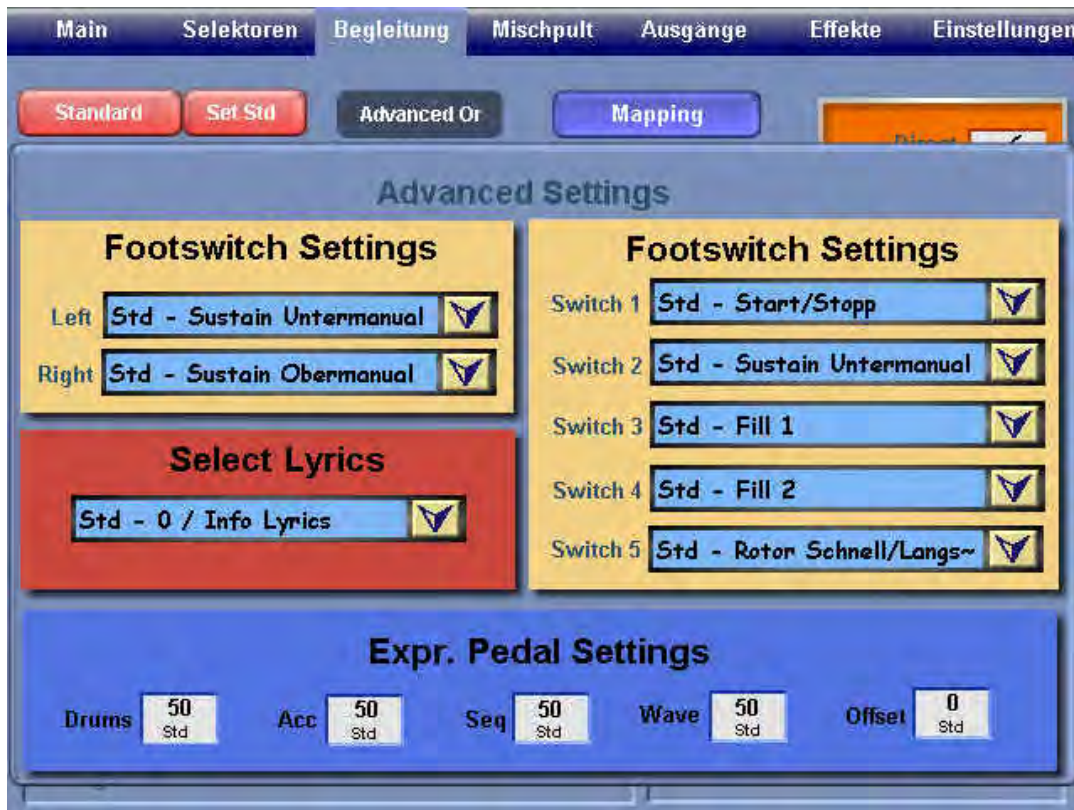 Main Selektoren Begleitung Mischpult Ausgänge Effekte Einstellungen
Standard Set Std Advanced Or Mapping
Advanced Settings
Footswitch Settings
Left Std - Sustain Untermanual
Right Std - Sustain Obermanual
Select Lyrics
Std - 0 / Info Lyrics
Footswitch Settings
Switch 1 Std - Start/Stopp
Switch 2 Std - Sustain Untermanual
Switch 3 Std - Fill 1
Switch 4 Std - Fill 2
Switch 5 Std - Rotor Schnell/Langs~
Expr. Pedal Settings
Drums 50 Std Acc 50 Std Seq 50 Std Wave 50 Std Offset 0 Std